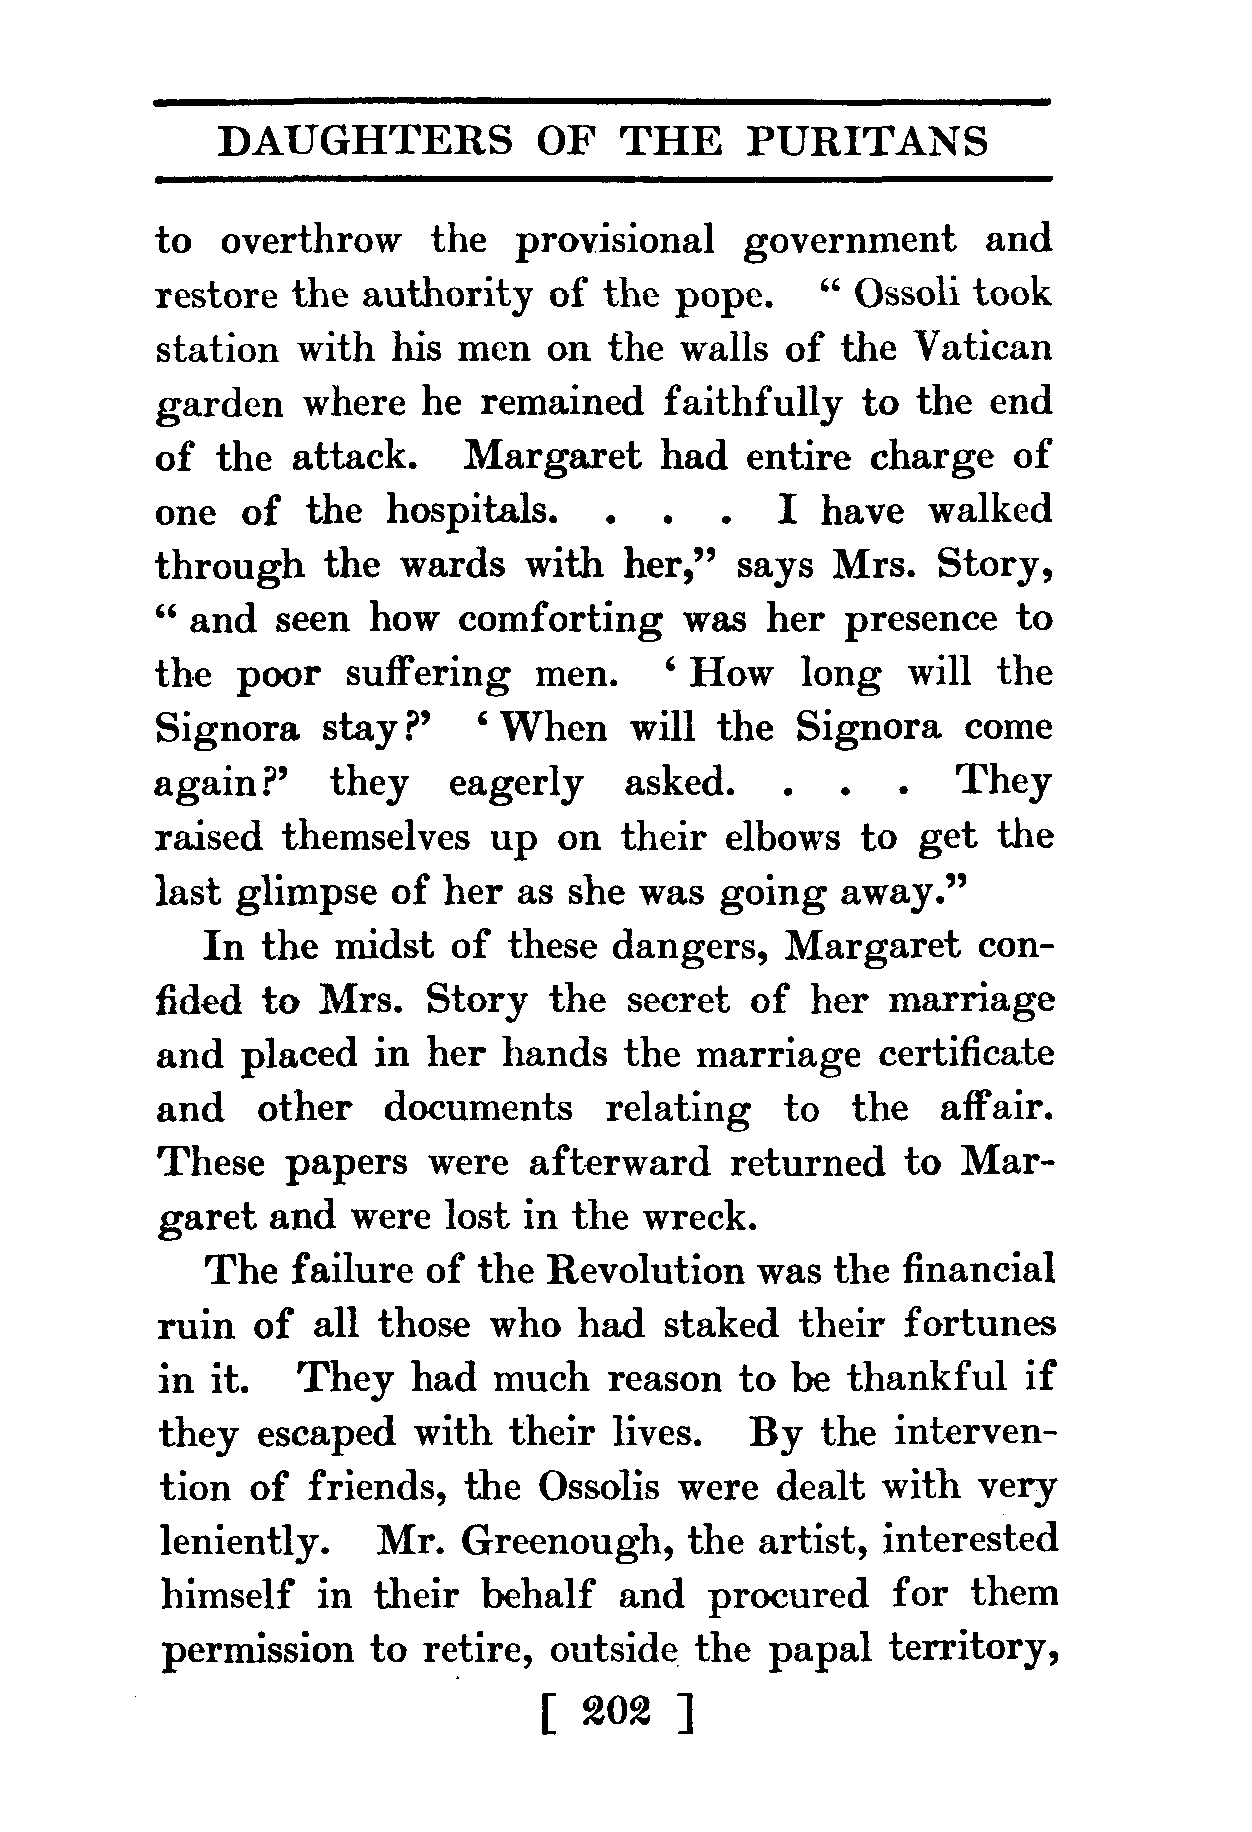 DAUGHTERS OF THE PURITANS
to overthrow the provisional government and
restore the authority of the pope. “ Ossoli took
station with his men on the walls of the Vatican
garden where he remained faithfully to the end
of the attack. Margaret had entire charge of
one of the hospitals. . . . I have walked
through the wards with her,” says Mrs. Story,
“ and seen how comforting was her presence to
the poor suffering men. ‘ How long will the
Signora stay?’ ‘ When will the Signora come
again?’ they eagerly asked. . . . They
raised themselves up on their elbows to get the
last glimpse of her as she was going away.”
In the midst of these dangers, Margaret con-
fided to Mrs. Story the secret of her marriage
and placed in her hands the marriage certificate
and other documents relating to the affair.
These papers were afterward returned to Mar-
garet and were lost in the wreck.
The failure of the Revolution was the financial
ruin of all those who had staked their fortunes
in it. They had much reason to be thankful if
they escaped with their lives. By the interven-
tion of friends, the Ossolis were dealt with very
leniently. Mr. Greenough, the artist, interested
himself in their behalf and procured for them
permission to retire, outside the papal territory,
[ 202 ]